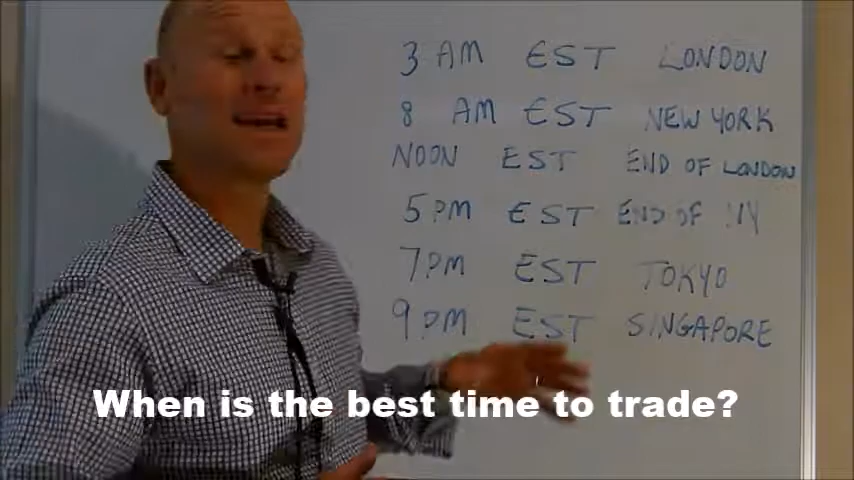 3 AM EST LONDON
8 AM EST NEW YORK
NOON EST END OF LONDON
5PM EST END OF NY
7PM EST TOKYO
9PM EST SINGAPORE
When is the best time to trade?